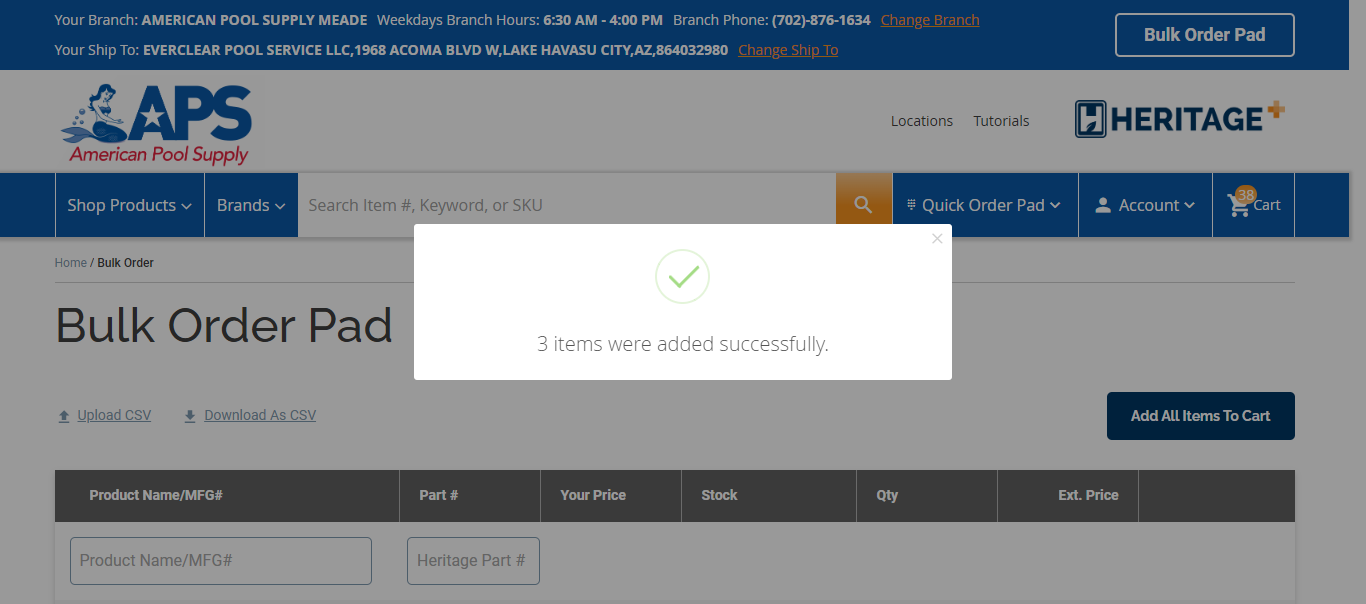 Your Branch: AMERICAN POOL SUPPLY MEADE Weekdays Branch Hours: 6:30 AM - 4:00 PM Branch Phone: (702)-876-1634 Change Branch
Your Ship To: EVERCLEAR POOL SERVICE LLC,1968 ACOMA BLVD W,LAKE HAVASU CITY,AZ,864032980 Change Ship To
Bulk Order Pad
APS
American Pool Supply
Locations Tutorials
HERITAGE+
Shop Products Brands Search Item #, Keyword, or SKU Quick Order Pad Account 38 Cart
Home / Bulk Order
Bulk Order Pad
3 items were added successfully.
Upload CSV Download As CSV Add All Items To Cart
Product Name/MFG# Part # Your Price Stock Qty Ext. Price
Product Name/MFG# Heritage Part #